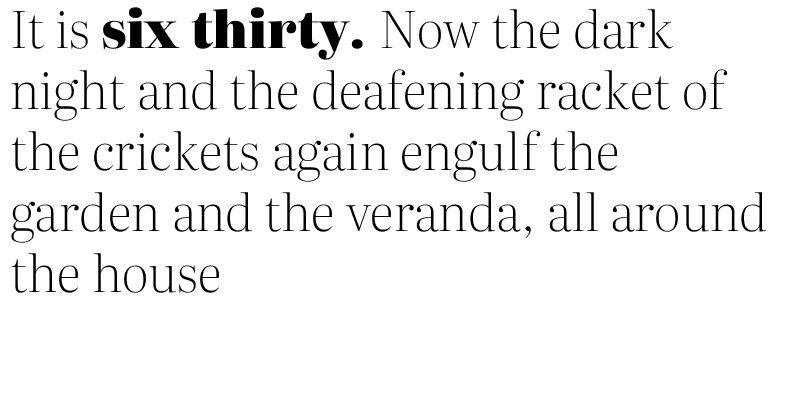 It is six thirty. Now the dark
night and the deafening racket of
the crickets again engulf the
garden and the veranda, all around
the house